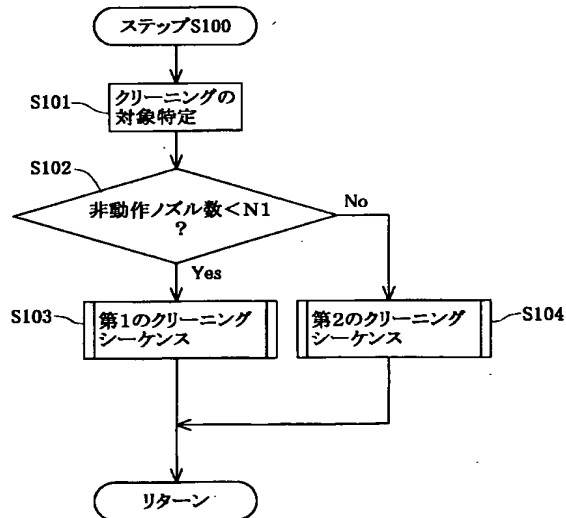 ステップS100
S101
クリーニングの
対象特定
S102
非動作ノズル数<N1
?
No
Yes
S103
第1のクリーニング
シーケンス
第2のクリーニング
シーケンス
S104
リターン